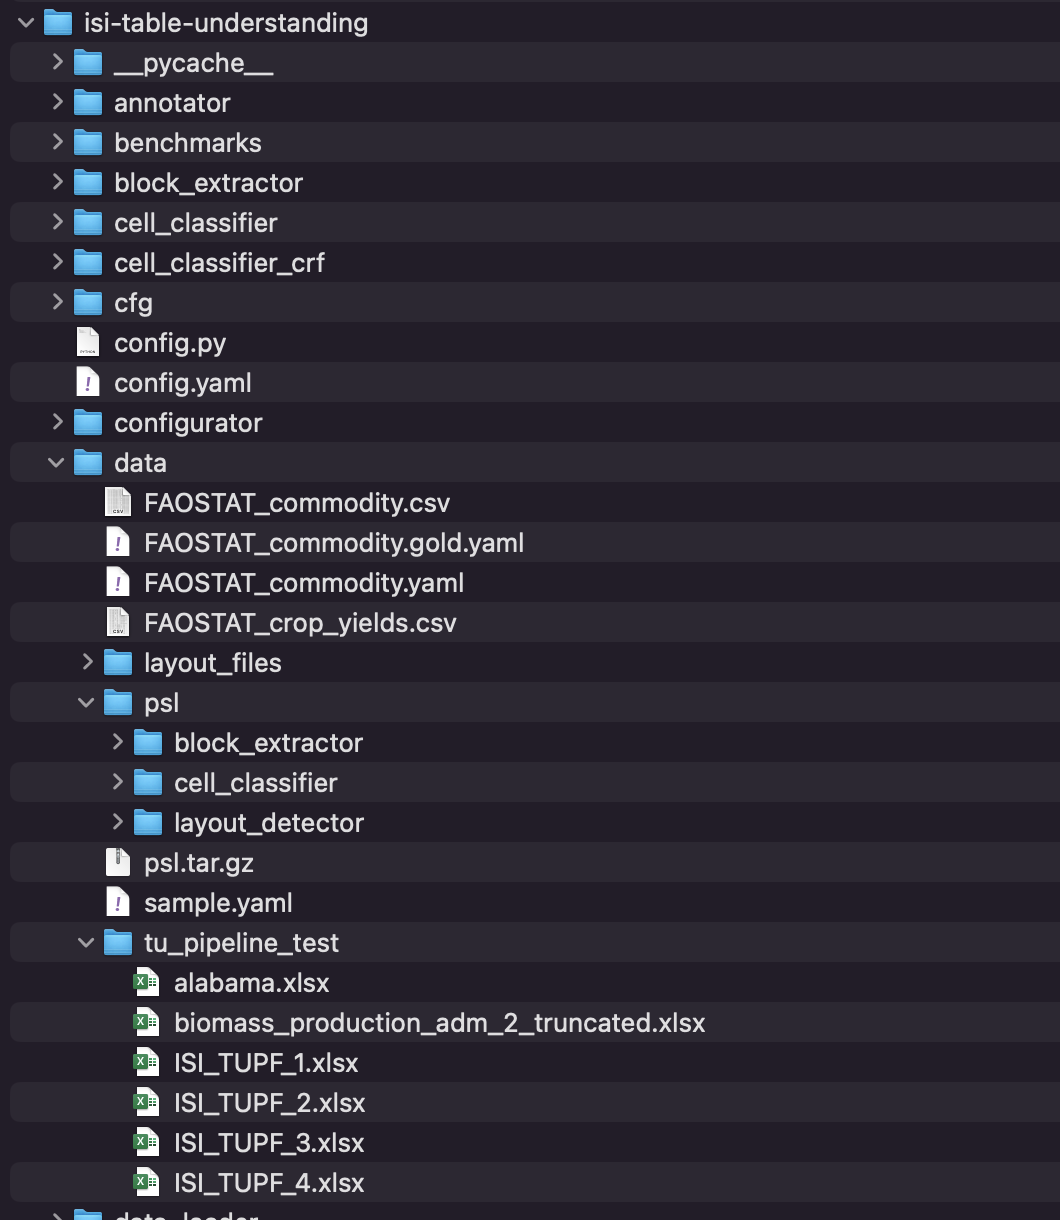 isi-table-understanding
__pycache__
annotator
benchmarks
block_extractor
cell_classifier
cell_classifier_crf
cfg
config.py
config.yaml
configurator
data
FAOSTAT_commodity.csv
FAOSTAT_commodity.gold.yaml
FAOSTAT_commodity.yaml
FAOSTAT_crop_yields.csv
layout_files
psl
block_extractor
cell_classifier
layout_detector
psl.tar.gz
sample.yaml
tu_pipeline_test
alabama.xlsx
biomass_production_adm_2_truncated.xlsx
ISI_TUPF_1.xlsx
ISI_TUPF_2.xlsx
ISI_TUPF_3.xlsx
ISI_TUPF_4.xlsx